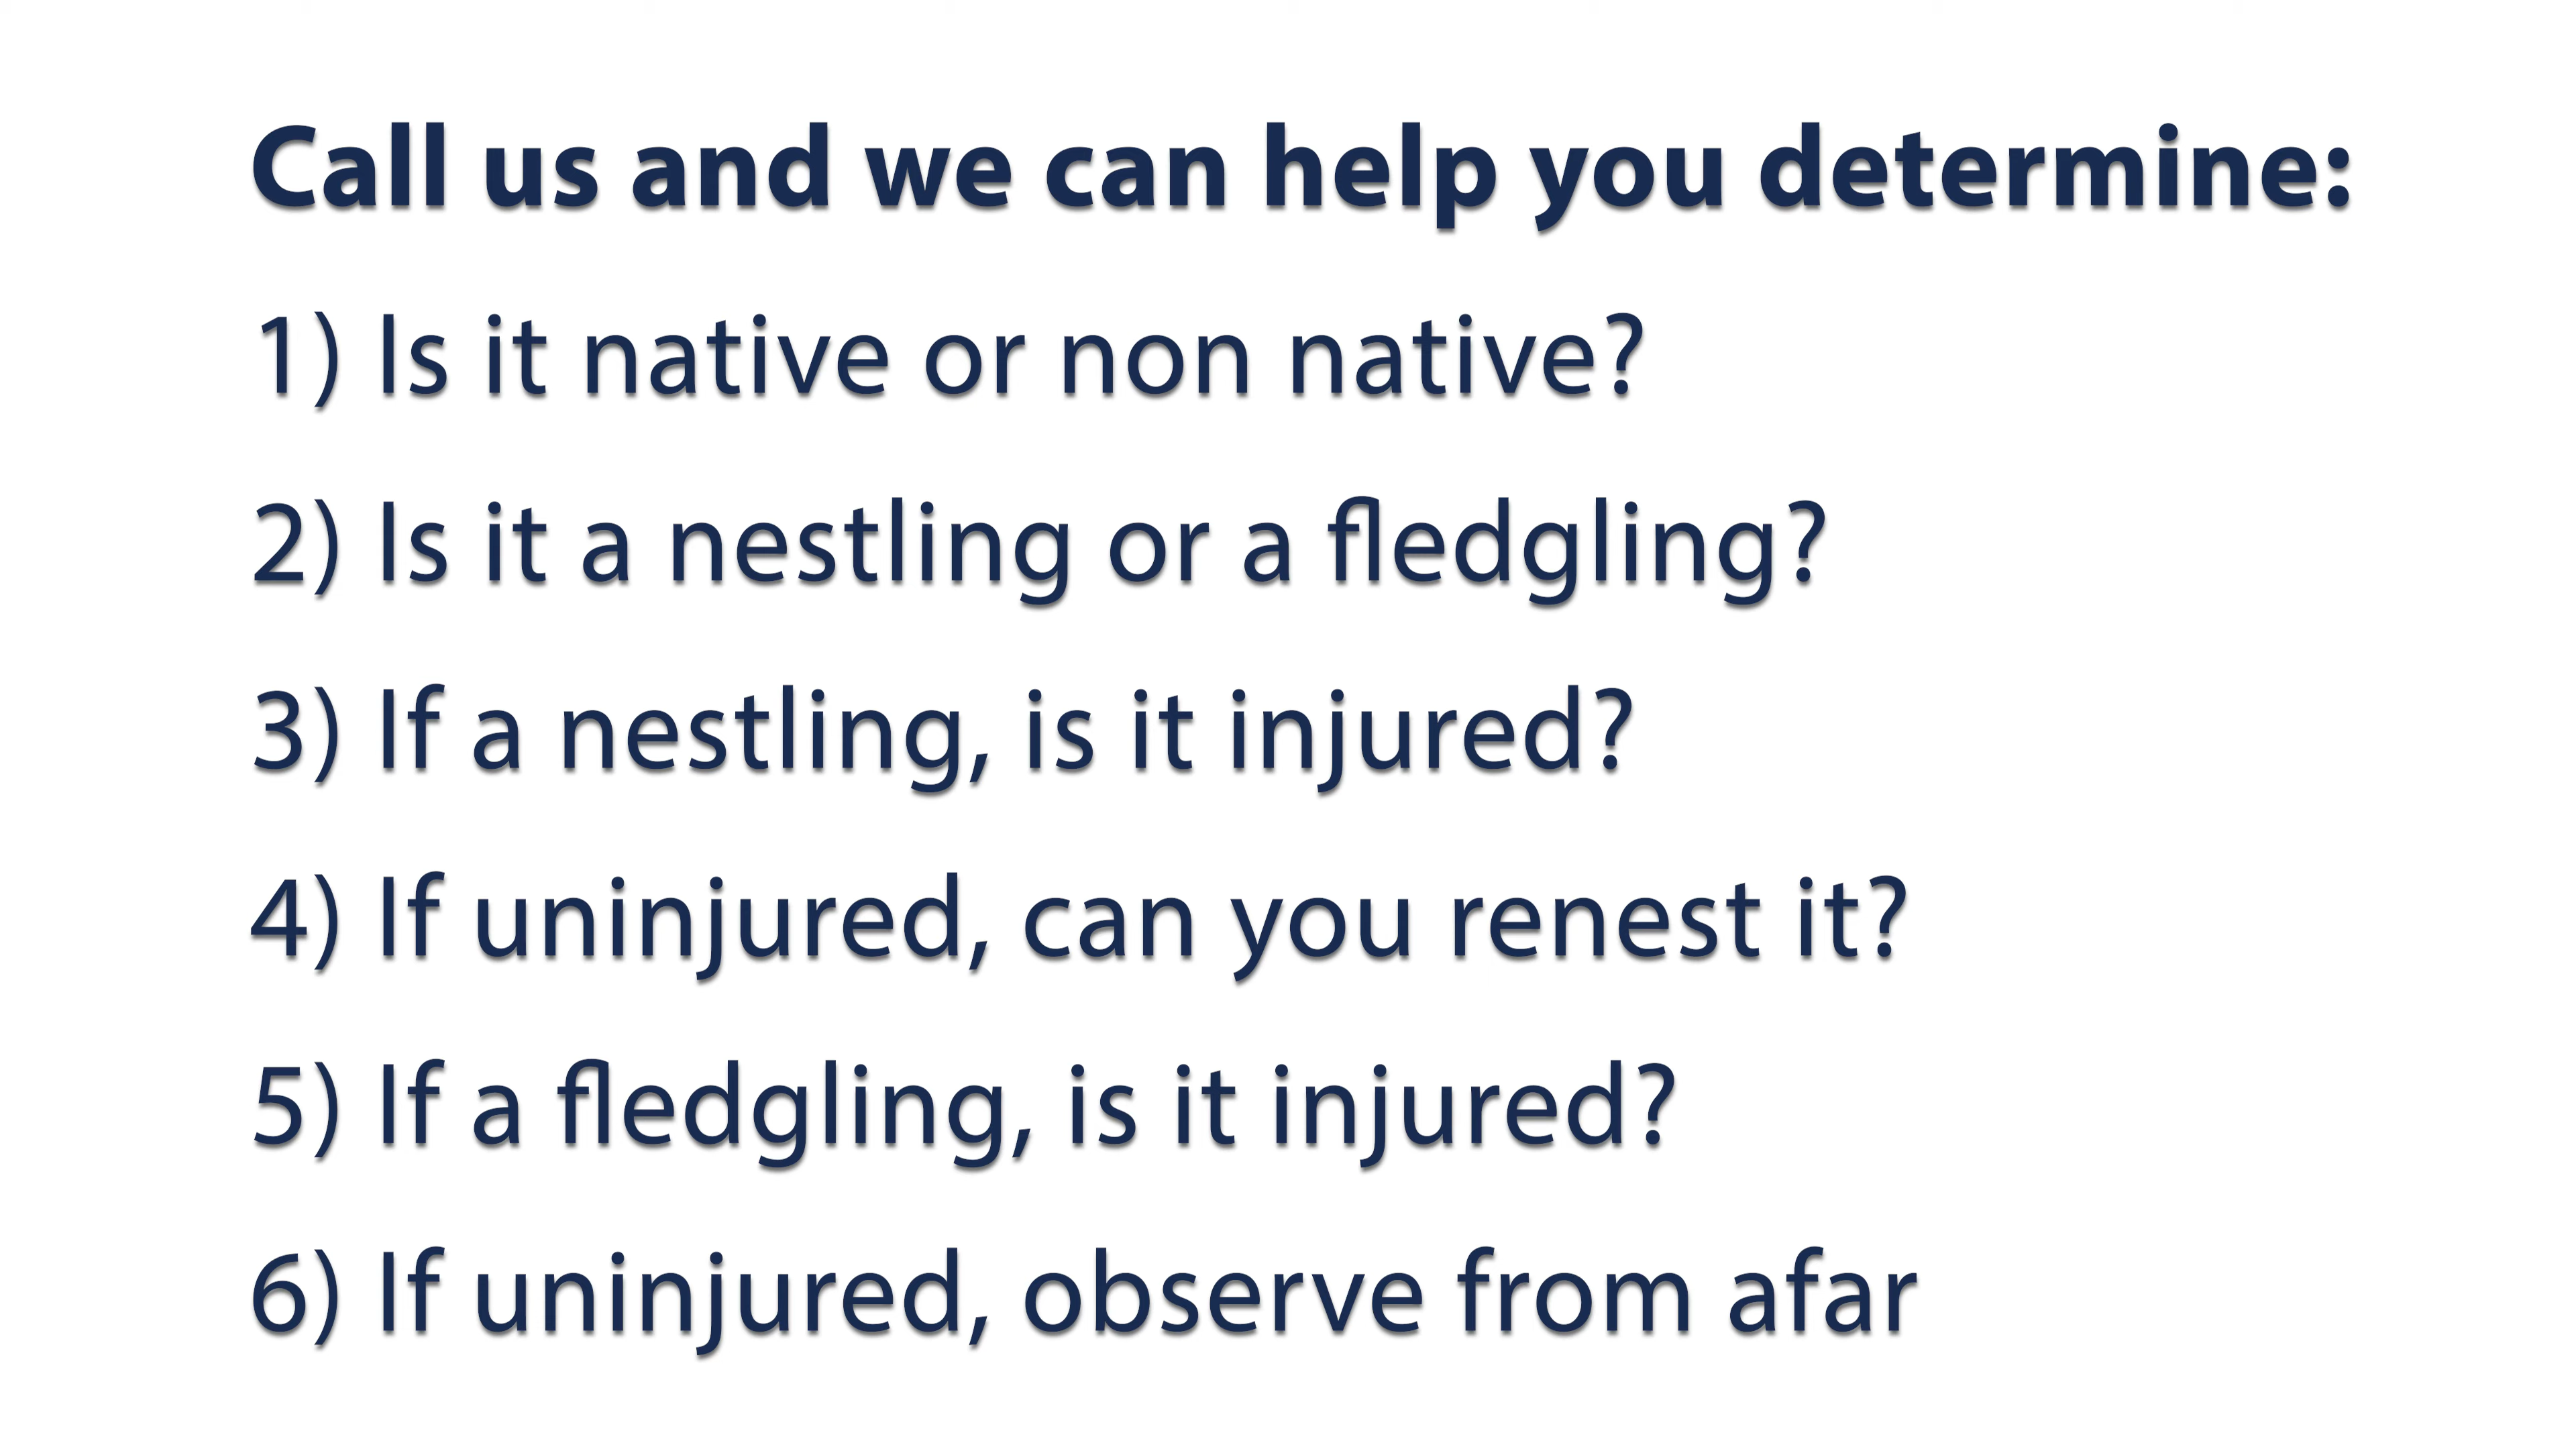 Call us and we can help you determine:
1) Is it native or non native?
2) Is it a nestling or a fledgling?
3) If a nestling, is it injured?
4) If uninjured, can you renest it?
5) If a fledgling, is it injured?
6) If uninjured, observe from afar